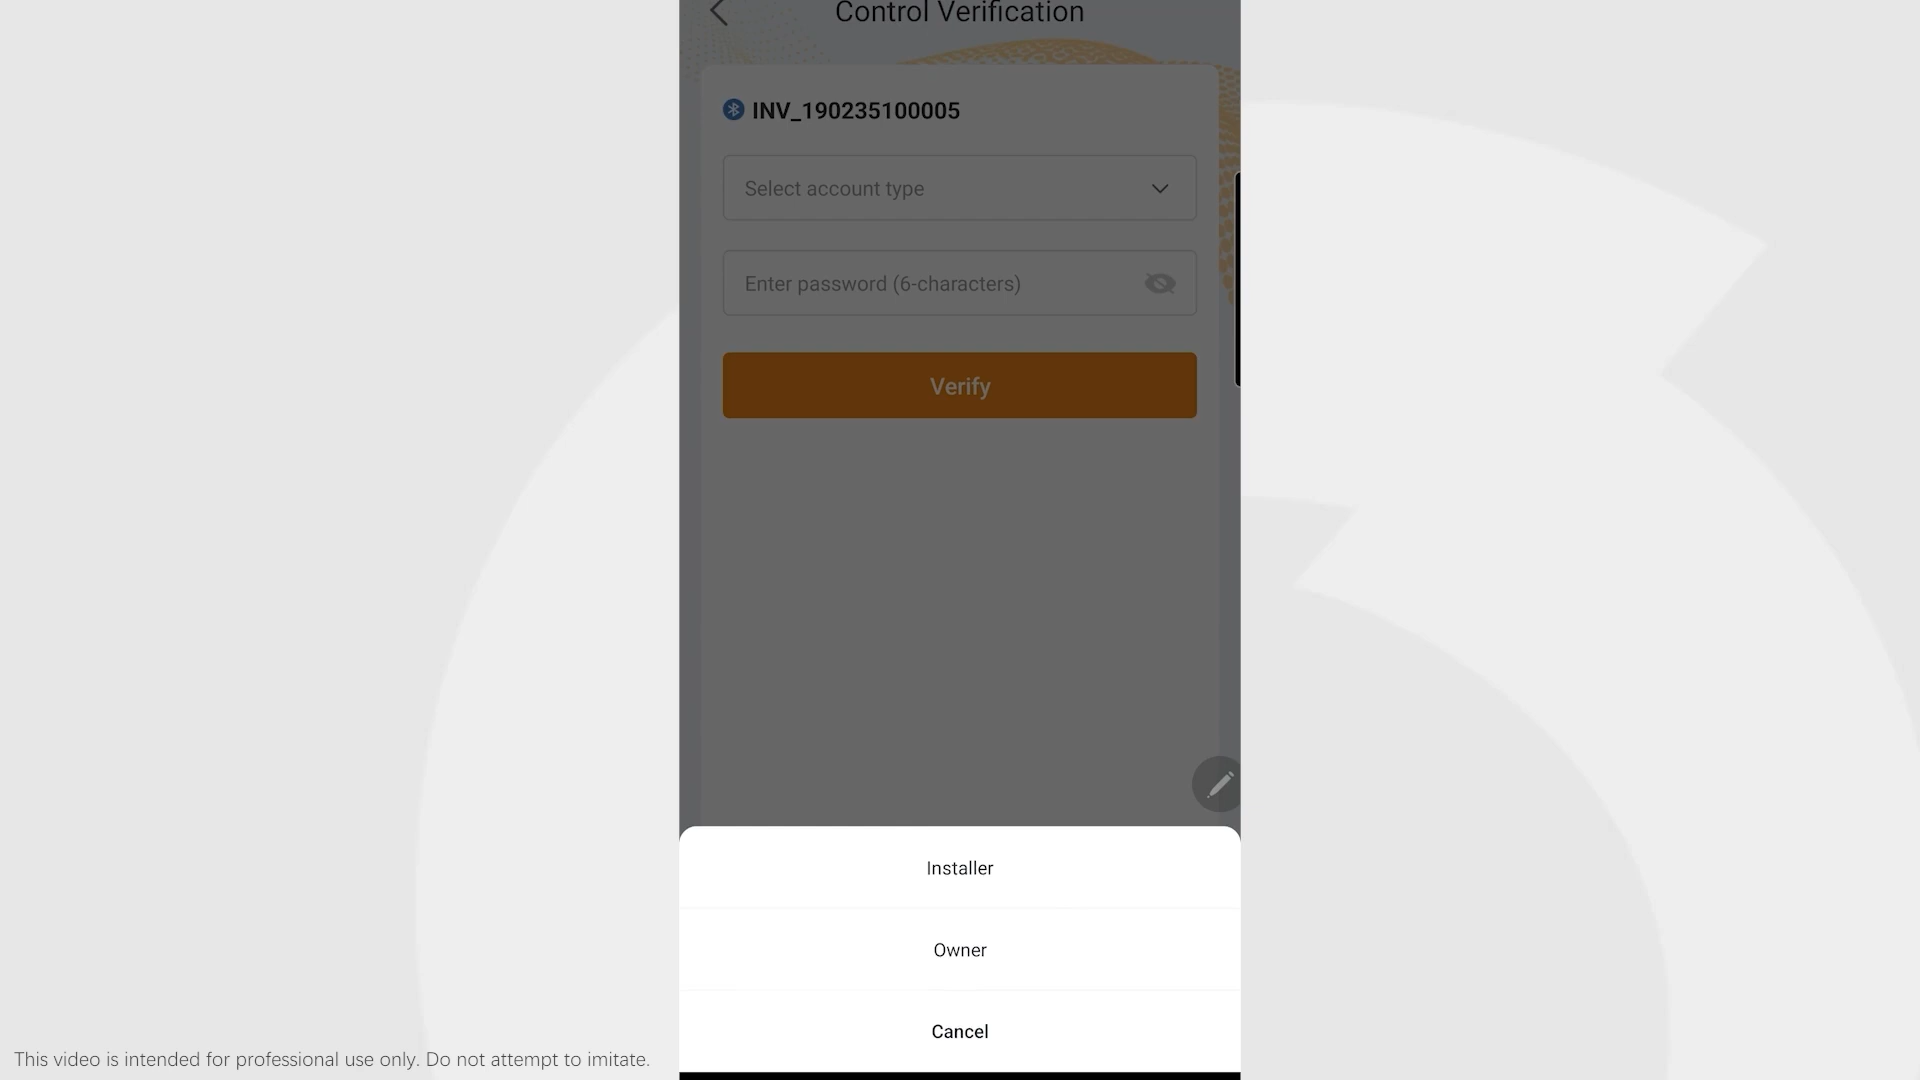 Control Verification
INV_190235100005
Select account type
Enter password (6-characters)
Verify
Installer
Owner
Cancel
This video is intended for professional use only. Do not attempt to imitate.